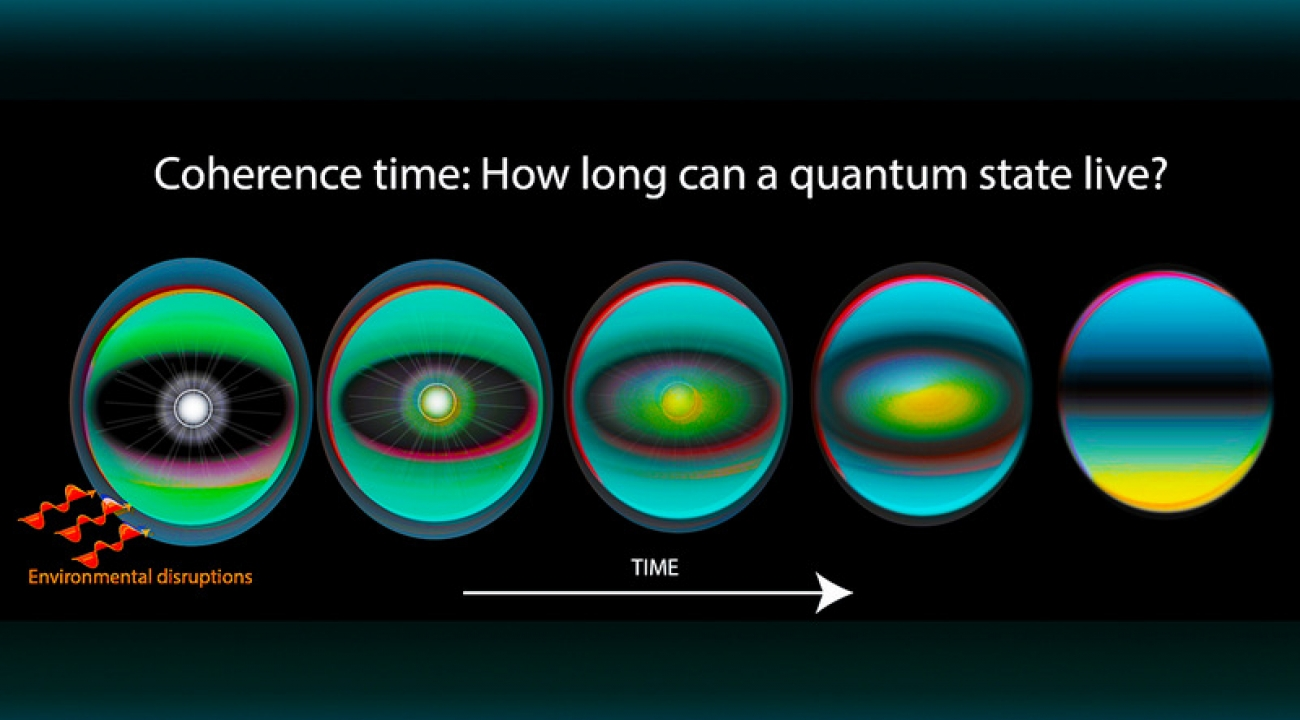 Coherence time: How long can a quantum state live?
Environmental disruptions
TIME